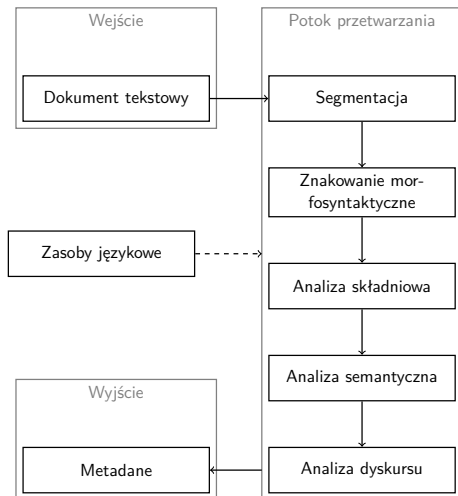 Wejście
Potok przetwarzania
Dokument tekstowy
Segmentacja
Znakowanie mor-
fosyntaktyczne
Zasoby językowe
Analiza składniowa
Analiza semantyczna
Wyjście
Metadane
Analiza dyskursu